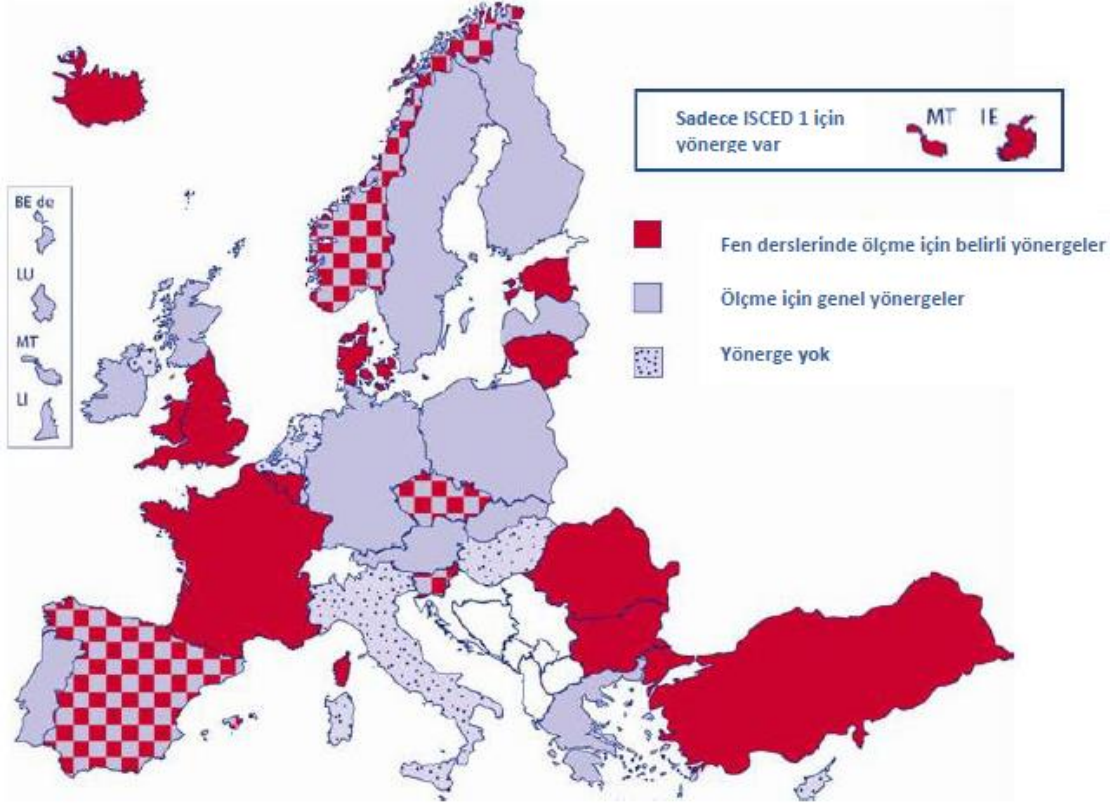 Sadece ISCED 1 için
yönerge var
MT IE
BE de
LU
MT
LI
Fen derslerinde ölçme için belirli yönergeler
Ölçme için genel yönergeler
Yönerge yok